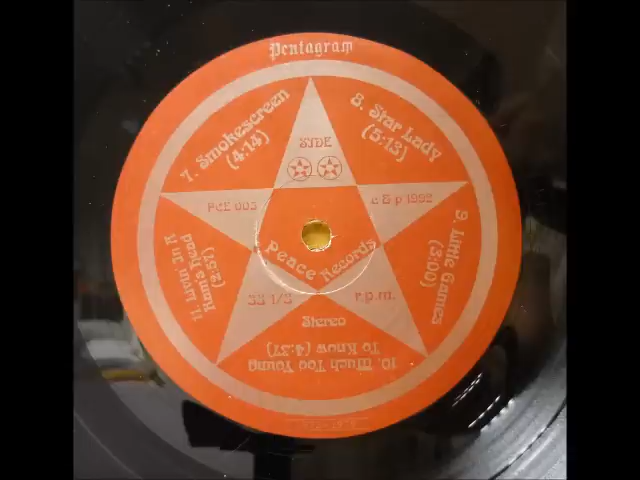 Pentagram
7. Smokescreen
(4:14)
8. Star Lady
(5:13)
SIDE
PCE 003
c & p 1992
Peace Records
9. Little Games
(3:00)
11. Livin' In A
Rams Head
(2:57)
33 1/3
r.p.m.
Stereo
10. Much Too Young
To Know (4:37)